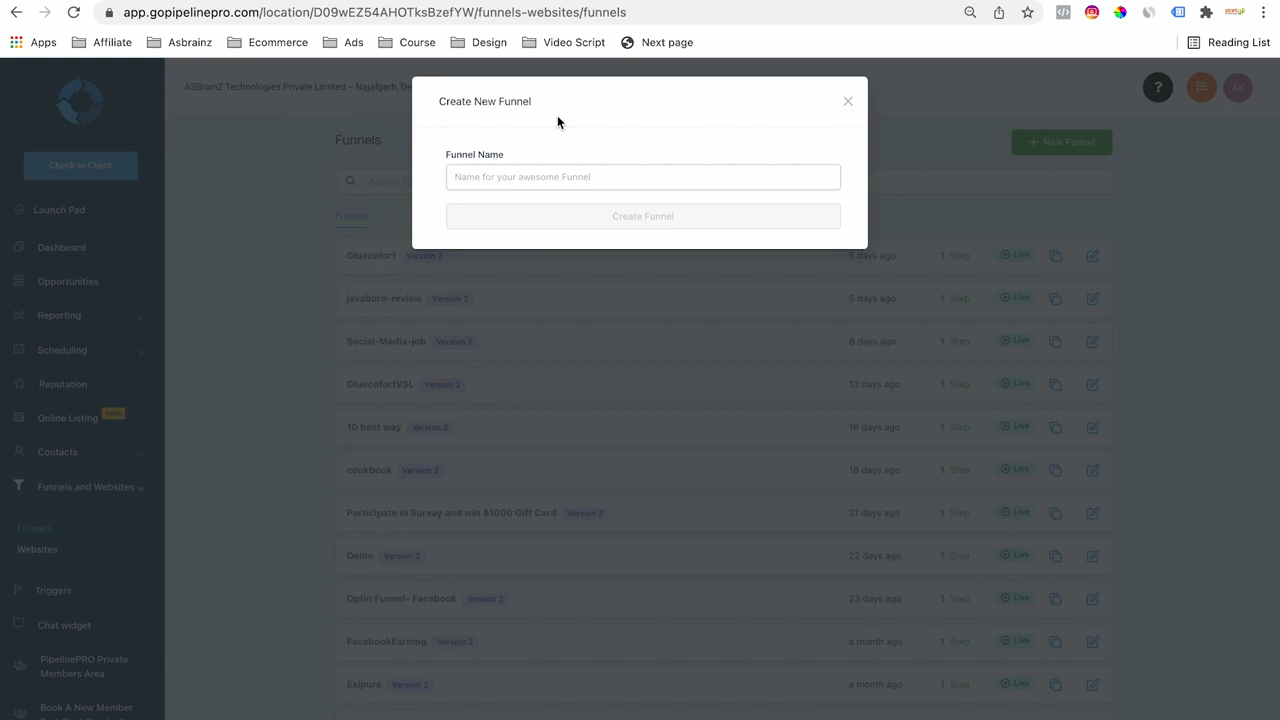 app.gopipelinepro.com/location/D09wEZ54AHOTksBzefYW/funnels-websites/funnels
Apps Affiliate Asbrainz Ecommerce Ads Course Design Video Script Next page Reading List
ASBrainZ Technologies Private Limited – Najafgarh, De
?
AK
Create New Funnel
Funnel Name
Name for your awesome Funnel
Create Funnel
Check In Client
Launch Pad
Dashboard
Opportunities
Reporting
Scheduling
Reputation
Online Listing new
Contacts
Funnels and Websites
Funnels
Websites
Triggers
Chat widget
PipelinePRO Private
Members Area
Book A New Member
Funnels
+ New Funnel
Search
Funnels
Gluecofort Version 2 5 days ago 1 Step Live
javaburn-review Version 2 5 days ago 1 Step Live
Social-Media-job Version 2 8 days ago 1 Step Live
GluecofortVSL Version 2 13 days ago 1 Step Live
10 best way Version 2 16 days ago 1 Step Live
cookbook Version 2 18 days ago 1 Step Live
Participate in Survay and win $1000 Gift Card Version 2 21 days ago 1 Step Live
Demo Version 2 22 days ago 1 Step Live
Optin Funnel- Facebook Version 2 23 days ago 1 Step Live
FacebookEarning Version 2 a month ago 1 Step Live
Exipure Version 2 a month ago 1 Step Live